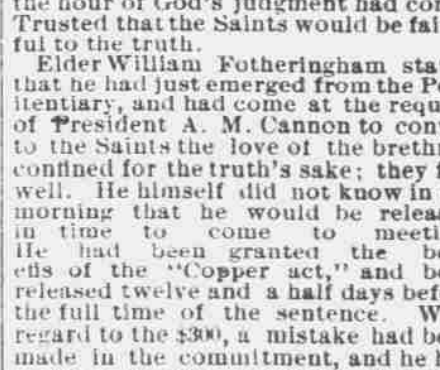 the hour of God's judgment had com
Trusted that the Saints would be fai
ful to the truth.
Elder William Fotheringham sta
that he had just emerged from the Pe
itentiary, and had come at the requ
of President A. M. Cannon to con
to the Saints the love of the brethr
confined for the truth's sake; they f
well. He himself did not know in
morning that he would be relea
in time to come to meeti
He had been granted the be
efis of the "Copper act," and be
released twelve and a half days bef
the full time of the sentence. W
regard to the $300, a mistake had be
made in the commitment, and he h